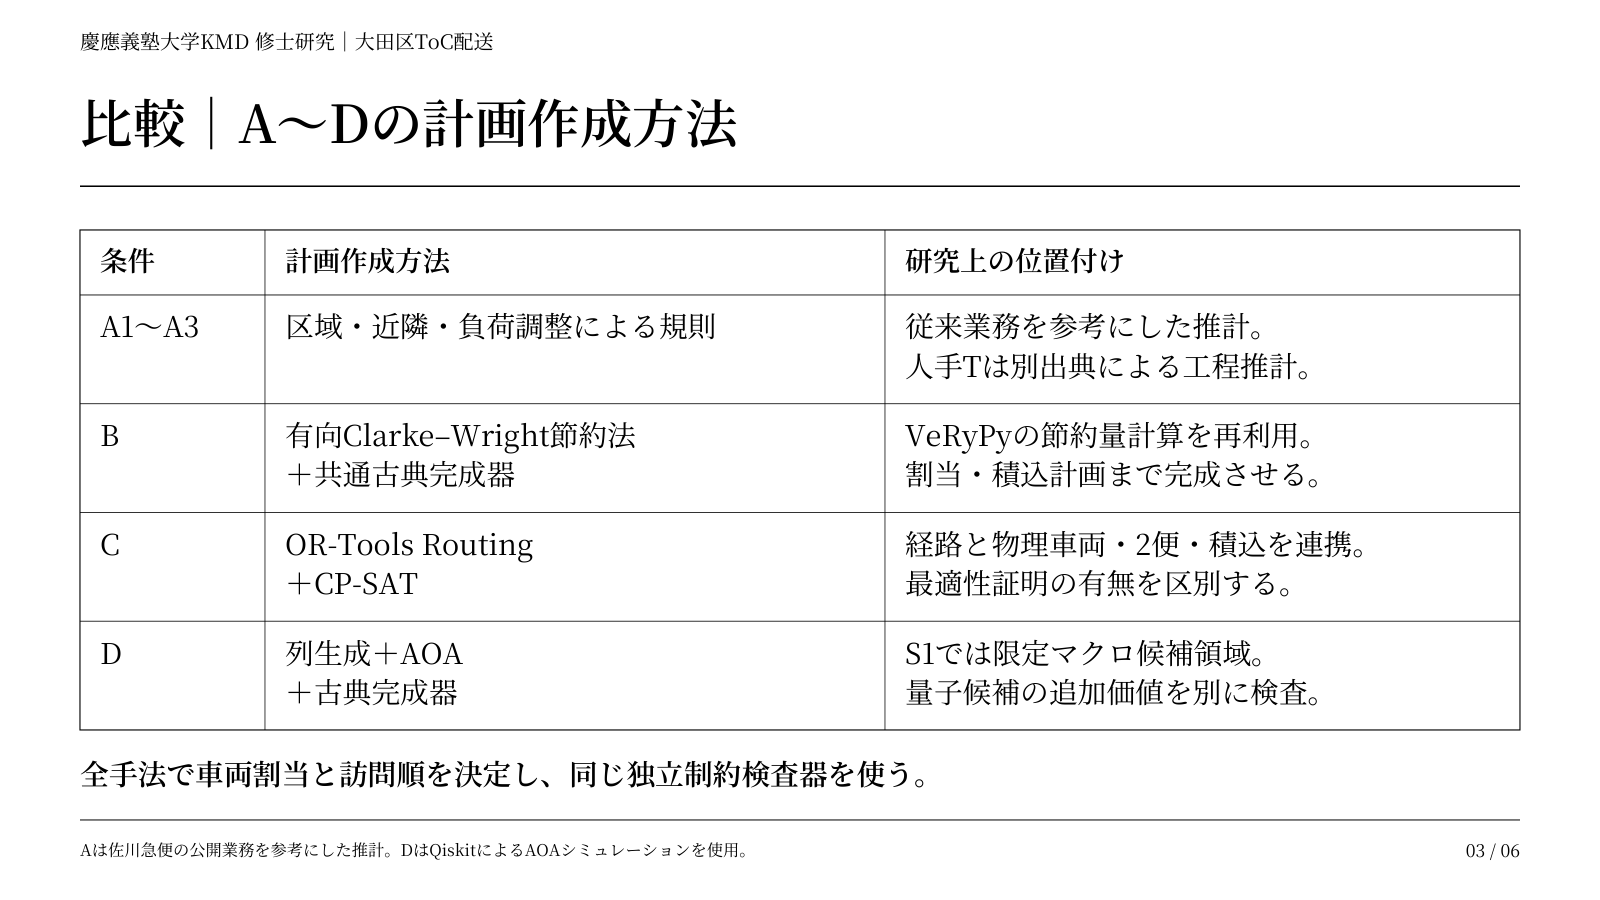 慶應義塾大学KMD 修士研究｜大田区ToC配送
比較｜A〜Dの計画作成方法
条件 計画作成方法 研究上の位置付け
A1〜A3 区域・近隣・負荷調整による規則 従来業務を参考にした推計。
人手Tは別出典による工程推計。
B 有向Clarke–Wright節約法 VeRyPyの節約量計算を再利用。
＋共通古典完成器 割当・積込計画まで完成させる。
C OR-Tools Routing 経路と物理車両・2便・積込を連携。
＋CP-SAT 最適性証明の有無を区別する。
D 列生成＋AOA S1では限定マクロ候補領域。
＋古典完成器 量子候補の追加価値を別に検査。
全手法で車両割当と訪問順を決定し、同じ独立制約検査器を使う。
Aは佐川急便の公開業務を参考にした推計。DはQiskitによるAOAシミュレーションを使用。 03 / 06